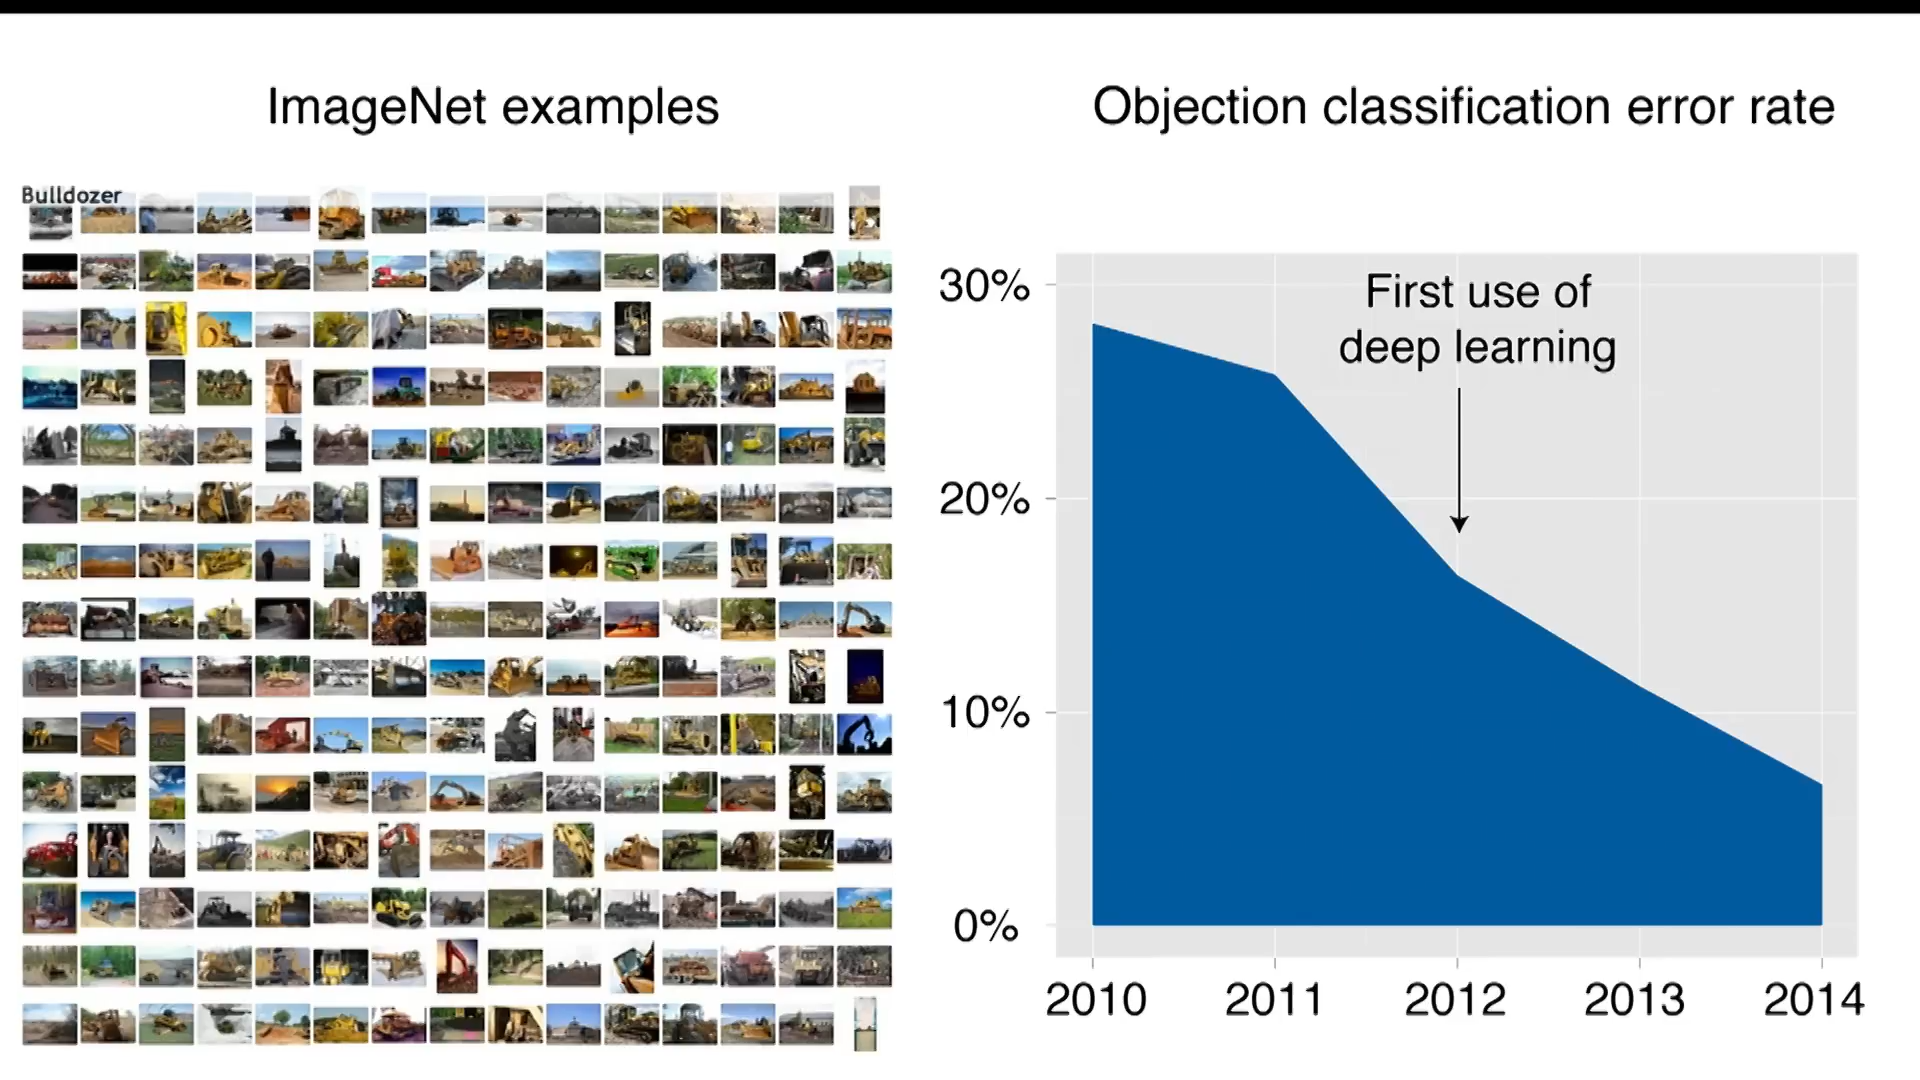 ImageNet examples
Bulldozer
Objection classification error rate
First use of
deep learning
30%
20%
10%
0%
2010 2011 2012 2013 2014